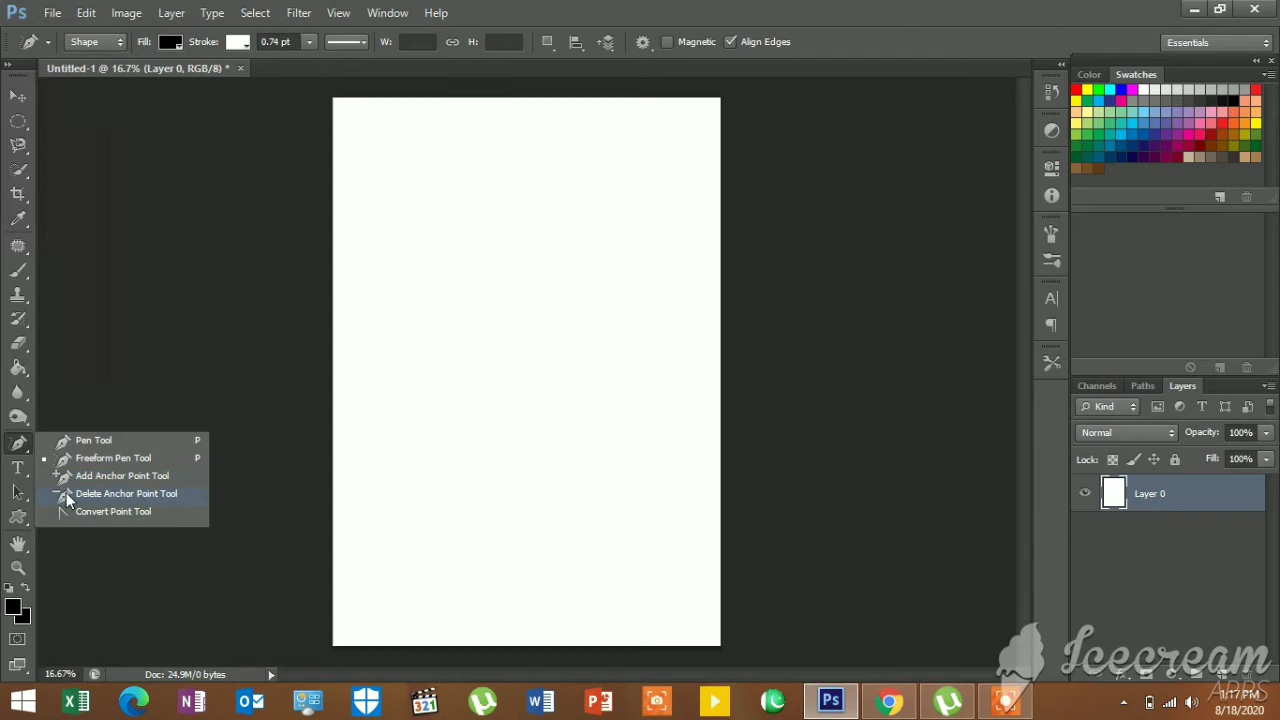 Ps File Edit Image Layer Type Select Filter View Window Help
Shape Fill: Stroke: 0.74 pt W: H: Magnetic Align Edges Essentials
Untitled-1 @ 16.7% (Layer 0, RGB/8) *
Color Swatches
Pen Tool P
Freeform Pen Tool P
Add Anchor Point Tool
Delete Anchor Point Tool
Convert Point Tool
T
Channels Paths Layers
Kind
Normal Opacity: 100%
Lock: Fill: 100%
Layer 0
16.67% Doc: 24.9M/0 bytes
Icecream
APPS
1:17 PM
8/18/2020